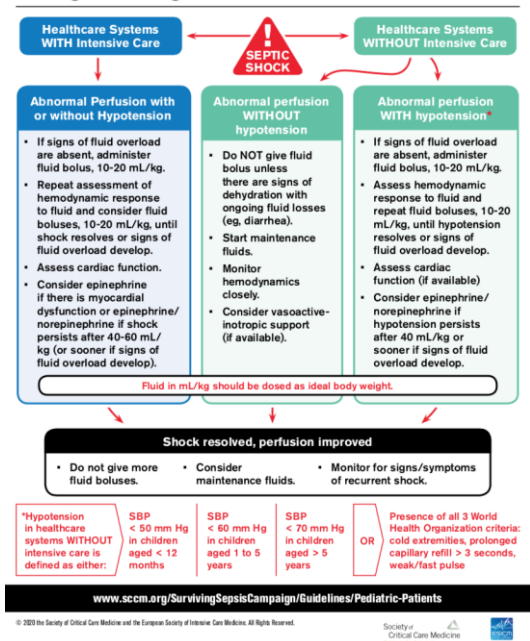 Healthcare Systems
WITH Intensive Care
!
SEPTIC
SHOCK
Healthcare Systems
WITHOUT Intensive Care
Abnormal Perfusion with
or without Hypotension
▪ If signs of fluid overload
are absent, administer
fluid bolus, 10-20 mL/kg.
▪ Repeat assessment of
hemodynamic response
to fluid and consider fluid
boluses, 10-20 mL/kg, until
shock resolves or signs of
fluid overload develop.
▪ Assess cardiac function.
▪ Consider epinephrine
if there is myocardial
dysfunction or epinephrine/
norepinephrine if shock
persists after 40-60 mL/
kg (or sooner if signs of
fluid overload develop).
Abnormal perfusion
WITHOUT
hypotension
▪ Do NOT give fluid
bolus unless
there are signs of
dehydration with
ongoing fluid losses
(eg, diarrhea).
▪ Start maintenance
fluids.
▪ Monitor
hemodynamics
closely.
▪ Consider vasoactive-
inotropic support
(if available).
Abnormal perfusion
WITH hypotension*
▪ If signs of fluid overload
are absent, administer
fluid bolus, 10-20 mL/kg.
▪ Assess hemodynamic
response to fluid and
repeat fluid boluses, 10-20
mL/kg, until hypotension
resolves or signs of fluid
overload develop.
▪ Assess cardiac
function (if available)
▪ Consider epinephrine/
norepinephrine if
hypotension persists
after 40 mL/kg or
sooner if signs of fluid
overload develop.
Fluid in mL/kg should be dosed as ideal body weight.
Shock resolved, perfusion improved
▪ Do not give more
fluid boluses.
▪ Consider
maintenance fluids.
▪ Monitor for signs/symptoms
of recurrent shock.
*Hypotension
in healthcare
systems WITHOUT
intensive care is
defined as either:
SBP
< 50 mm Hg
in children
aged < 12
months
SBP
< 60 mm Hg
in children
aged 1 to 5
years
SBP
< 70 mm Hg
in children
aged > 5
years
OR
Presence of all 3 World
Health Organization criteria:
cold extremities, prolonged
capillary refill > 3 seconds,
weak/fast pulse
www.sccm.org/SurvivingSepsisCampaign/Guidelines/Pediatric-Patients
© 2020 the Society of Critical Care Medicine and the European Society of Intensive Care Medicine. All Rights Reserved.
Society of
Critical Care Medicine